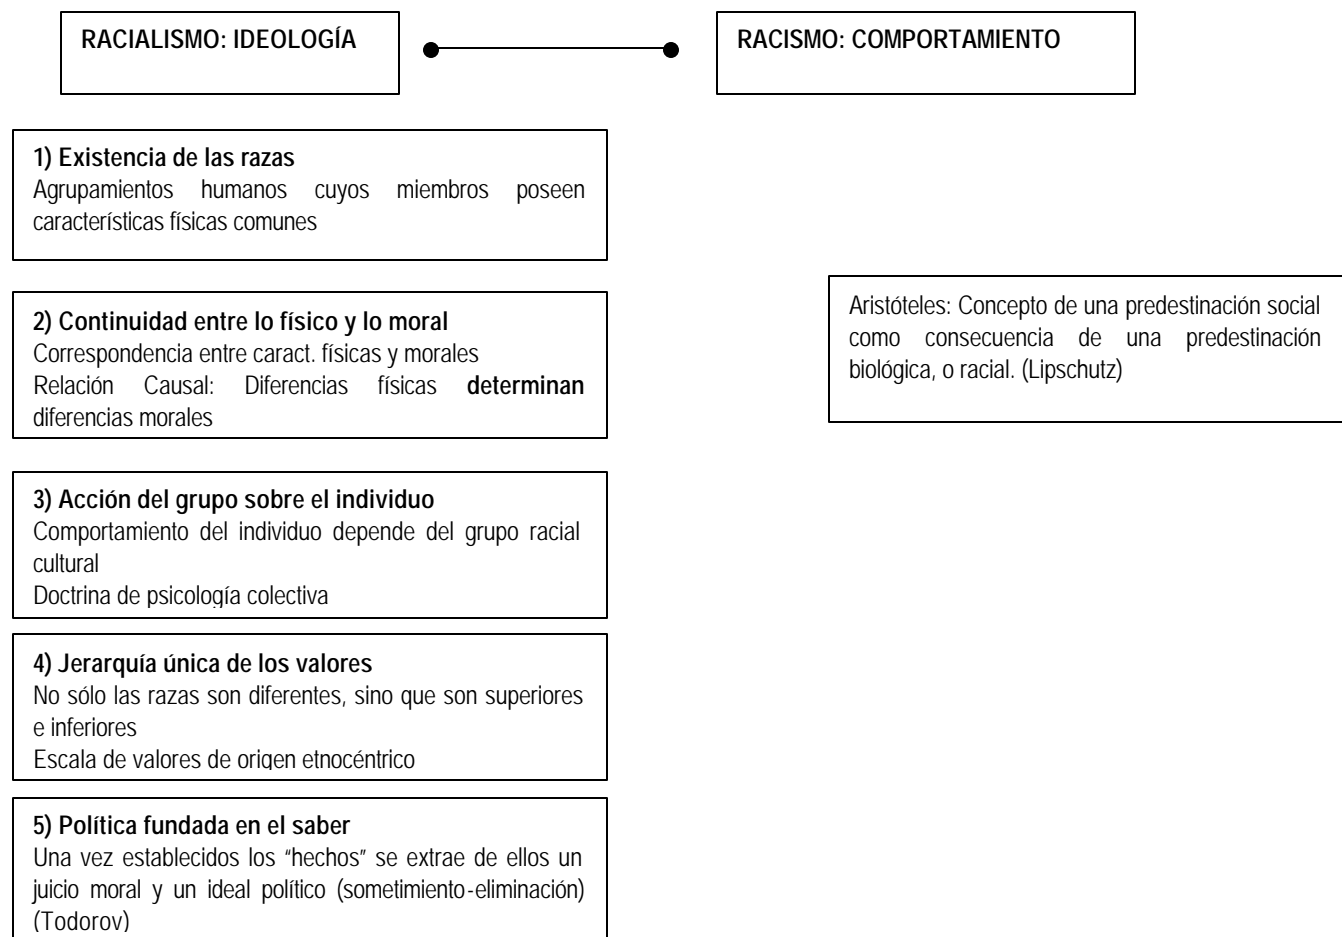 RACIALISMO: IDEOLOGÍA
RACISMO: COMPORTAMIENTO
1) Existencia de las razas
Agrupamientos humanos cuyos miembros poseen
características físicas comunes
2) Continuidad entre lo físico y lo moral
Correspondencia entre caract. físicas y morales
Relación Causal: Diferencias físicas determinan
diferencias morales
Aristóteles: Concepto de una predestinación social
como consecuencia de una predestinación
biológica, o racial. (Lipschutz)
3) Acción del grupo sobre el individuo
Comportamiento del individuo depende del grupo racial
cultural
Doctrina de psicología colectiva
4) Jerarquía única de los valores
No sólo las razas son diferentes, sino que son superiores
e inferiores
Escala de valores de origen etnocéntrico
5) Política fundada en el saber
Una vez establecidos los “hechos” se extrae de ellos un
juicio moral y un ideal político (sometimiento-eliminación)
(Todorov)